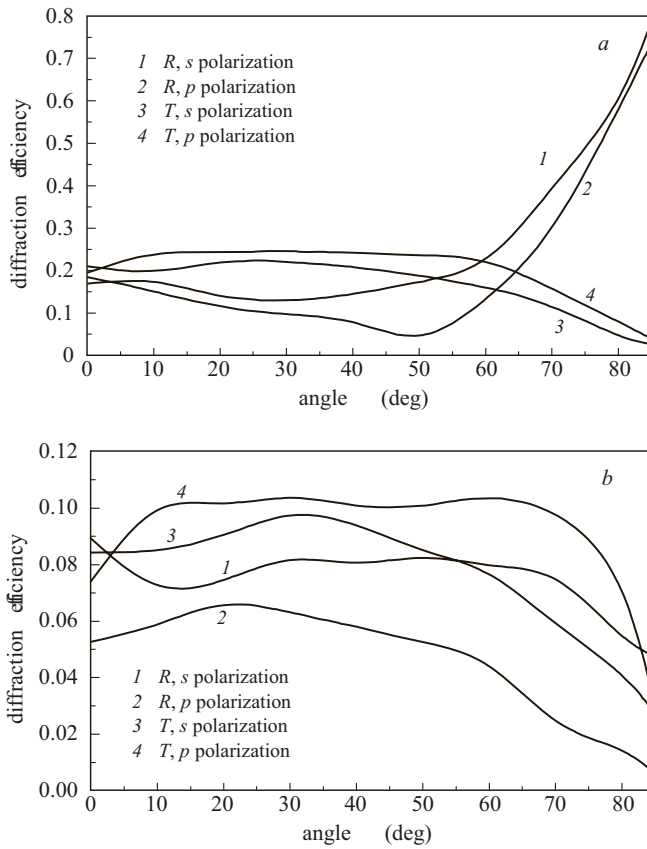 0.8
a
1 R, s polarization
2 R, p polarization
3 T, s polarization
4 T, p polarization
0.7
0.6
0.5
0.4
0.3
0.2
0.1
0
diffraction efficiency
1
2
4
3
0 10 20 30 40 50 60 70 80
angle (deg)
0.12
b
0.10
0.08
0.06
0.04
0.02
0.00
diffraction efficiency
4
3
1
2
1 R, s polarization
2 R, p polarization
3 T, s polarization
4 T, p polarization
0 10 20 30 40 50 60 70 80
angle (deg)